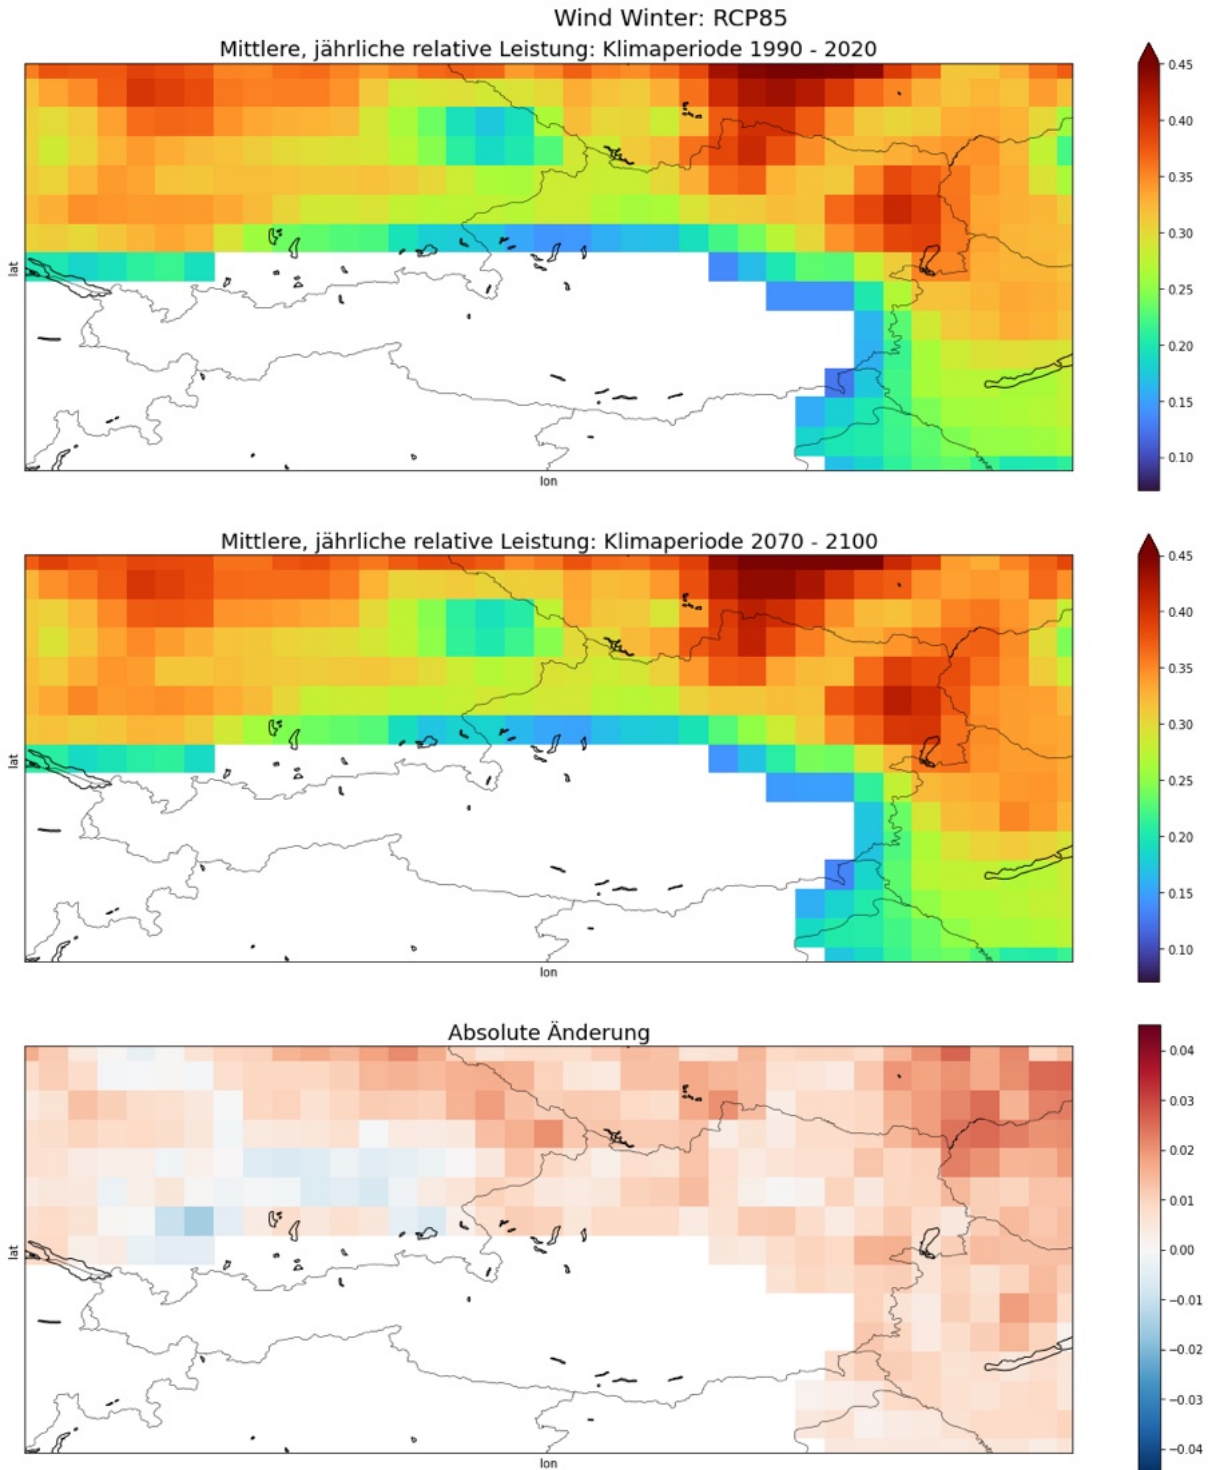 Wind Winter: RCP85
Mittlere, jährliche relative Leistung: Klimaperiode 1990 - 2020
0.45
0.40
0.35
0.30
0.25
0.20
0.15
0.10
lat
lon
Mittlere, jährliche relative Leistung: Klimaperiode 2070 - 2100
0.45
0.40
0.35
0.30
0.25
0.20
0.15
0.10
lat
lon
Absolute Änderung
0.04
0.03
0.02
0.01
0.00
−0.01
−0.02
−0.03
−0.04
lat
lon